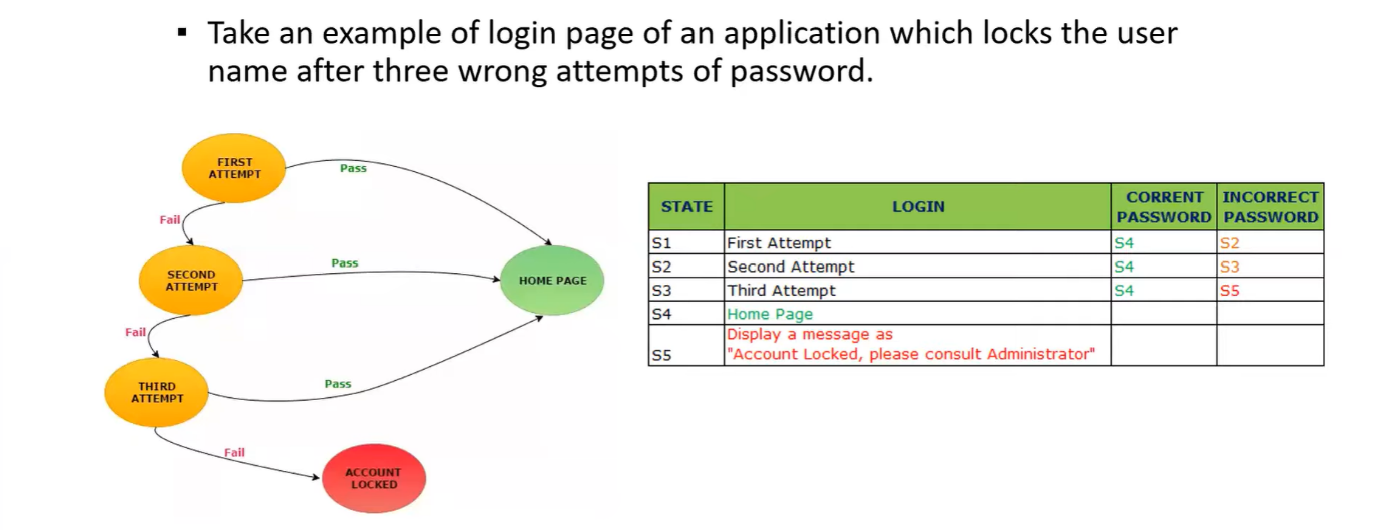 ▪ Take an example of login page of an application which locks the user
name after three wrong attempts of password.
FIRST
ATTEMPT
Pass
Fail
SECOND
ATTEMPT
Pass
HOME PAGE
Fail
THIRD
ATTEMPT
Pass
Fail
ACCOUNT
LOCKED
STATE LOGIN CORRENT PASSWORD INCORRECT PASSWORD
S1 First Attempt S4 S2
S2 Second Attempt S4 S3
S3 Third Attempt S4 S5
S4 Home Page
S5 Display a message as
"Account Locked, please consult Administrator"